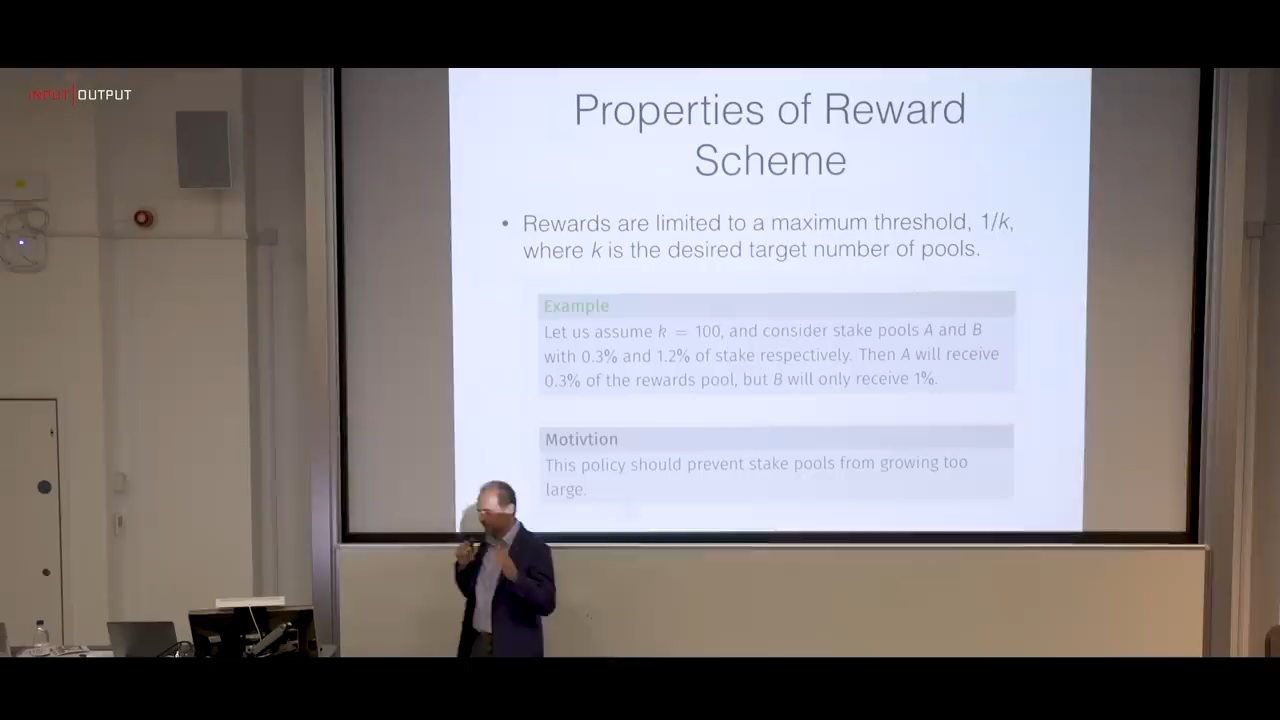 INPUT|OUTPUT
Properties of Reward
Scheme
• Rewards are limited to a maximum threshold, 1/k,
where k is the desired target number of pools.
Example
Let us assume k = 100, and consider stake pools A and B
with 0.3% and 1.2% of stake respectively. Then A will receive
0.3% of the rewards pool, but B will only receive 1%.
Motivtion
This policy should prevent stake pools from growing too
large.